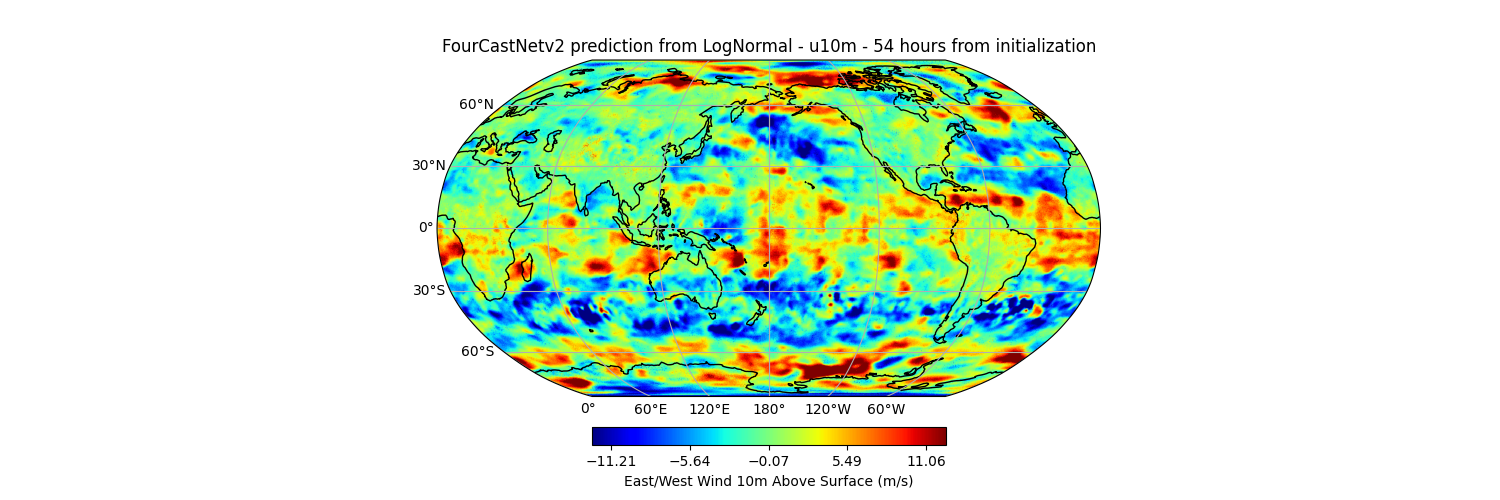 FourCastNetv2 prediction from LogNormal - u10m - 54 hours from initialization
60°N
30°N
0°
30°S
60°S
0° 60°E 120°E 180° 120°W 60°W
−11.21 −5.64 −0.07 5.49 11.06
East/West Wind 10m Above Surface (m/s)